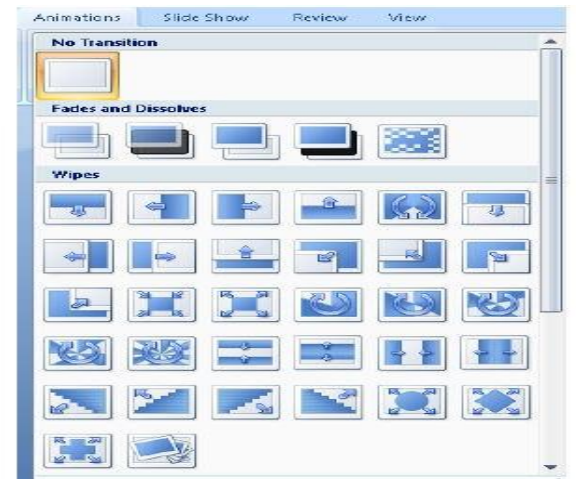 Animations Slide Show Review View
No Transition
Fades and Dissolves
Wipes